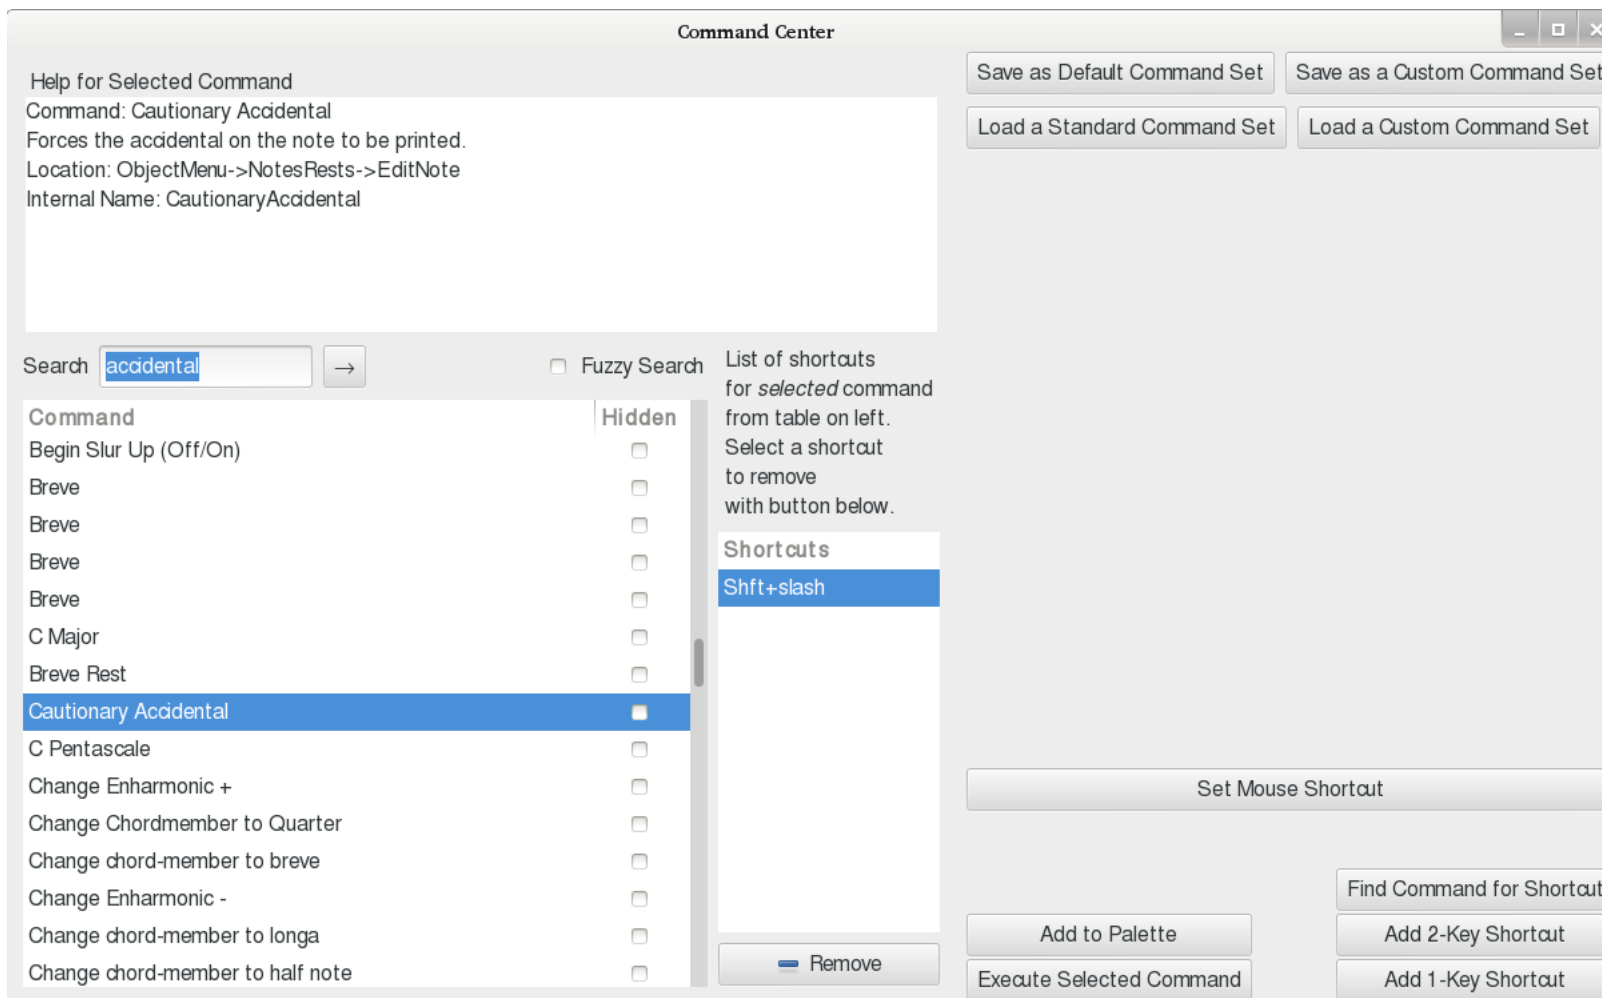 Command Center
Help for Selected Command
Command: Cautionary Accidental
Forces the accidental on the note to be printed.
Location: ObjectMenu->NotesRests->EditNote
Internal Name: CautionaryAccidental
Save as Default Command Set
Save as a Custom Command Set
Load a Standard Command Set
Load a Custom Command Set
Search
accidental
→
Fuzzy Search
Command
Hidden
Begin Slur Up (Off/On)
Breve
Breve
Breve
Breve
C Major
Breve Rest
Cautionary Accidental
C Pentascale
Change Enharmonic +
Change Chordmember to Quarter
Change chord-member to breve
Change Enharmonic -
Change chord-member to longa
Change chord-member to half note
List of shortcuts
for selected command
from table on left.
Select a shortcut
to remove
with button below.
Shortcuts
Shft+slash
Remove
Set Mouse Shortcut
Find Command for Shortcut
Add to Palette
Add 2-Key Shortcut
Execute Selected Command
Add 1-Key Shortcut